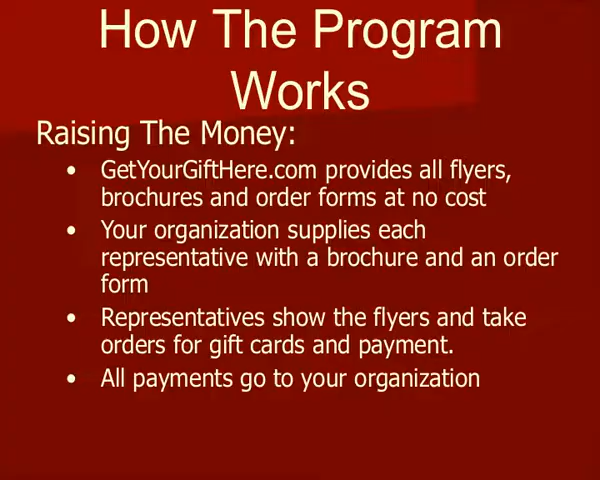 How The Program
Works
Raising The Money:
• GetYourGiftHere.com provides all flyers,
brochures and order forms at no cost
• Your organization supplies each
representative with a brochure and an order
form
• Representatives show the flyers and take
orders for gift cards and payment.
• All payments go to your organization